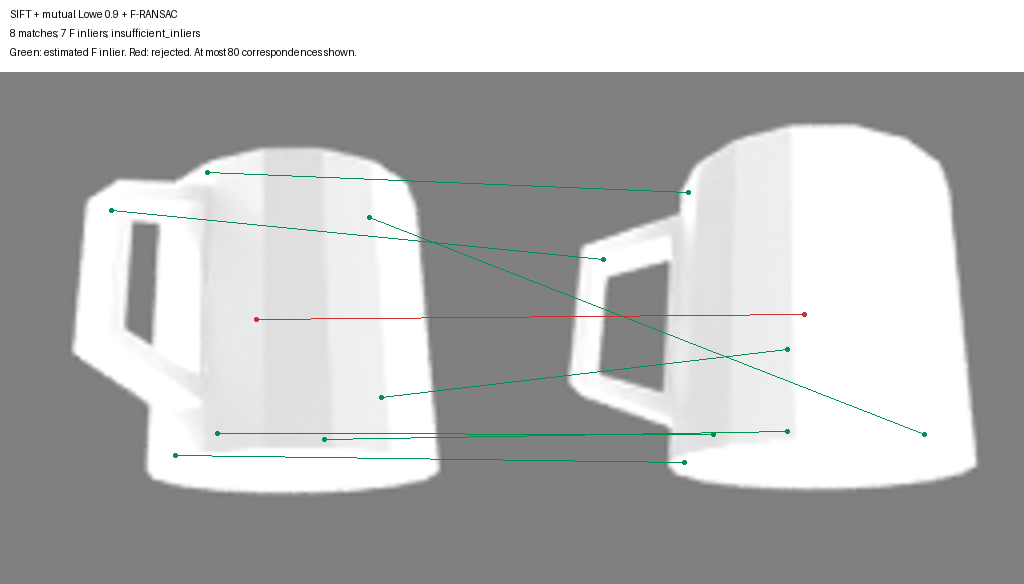 SIFT + mutual Lowe 0.9 + F-RANSAC
8 matches; 7 F inliers; insufficient_inliers
Green: estimated F inlier. Red: rejected. At most 80 correspondences shown.